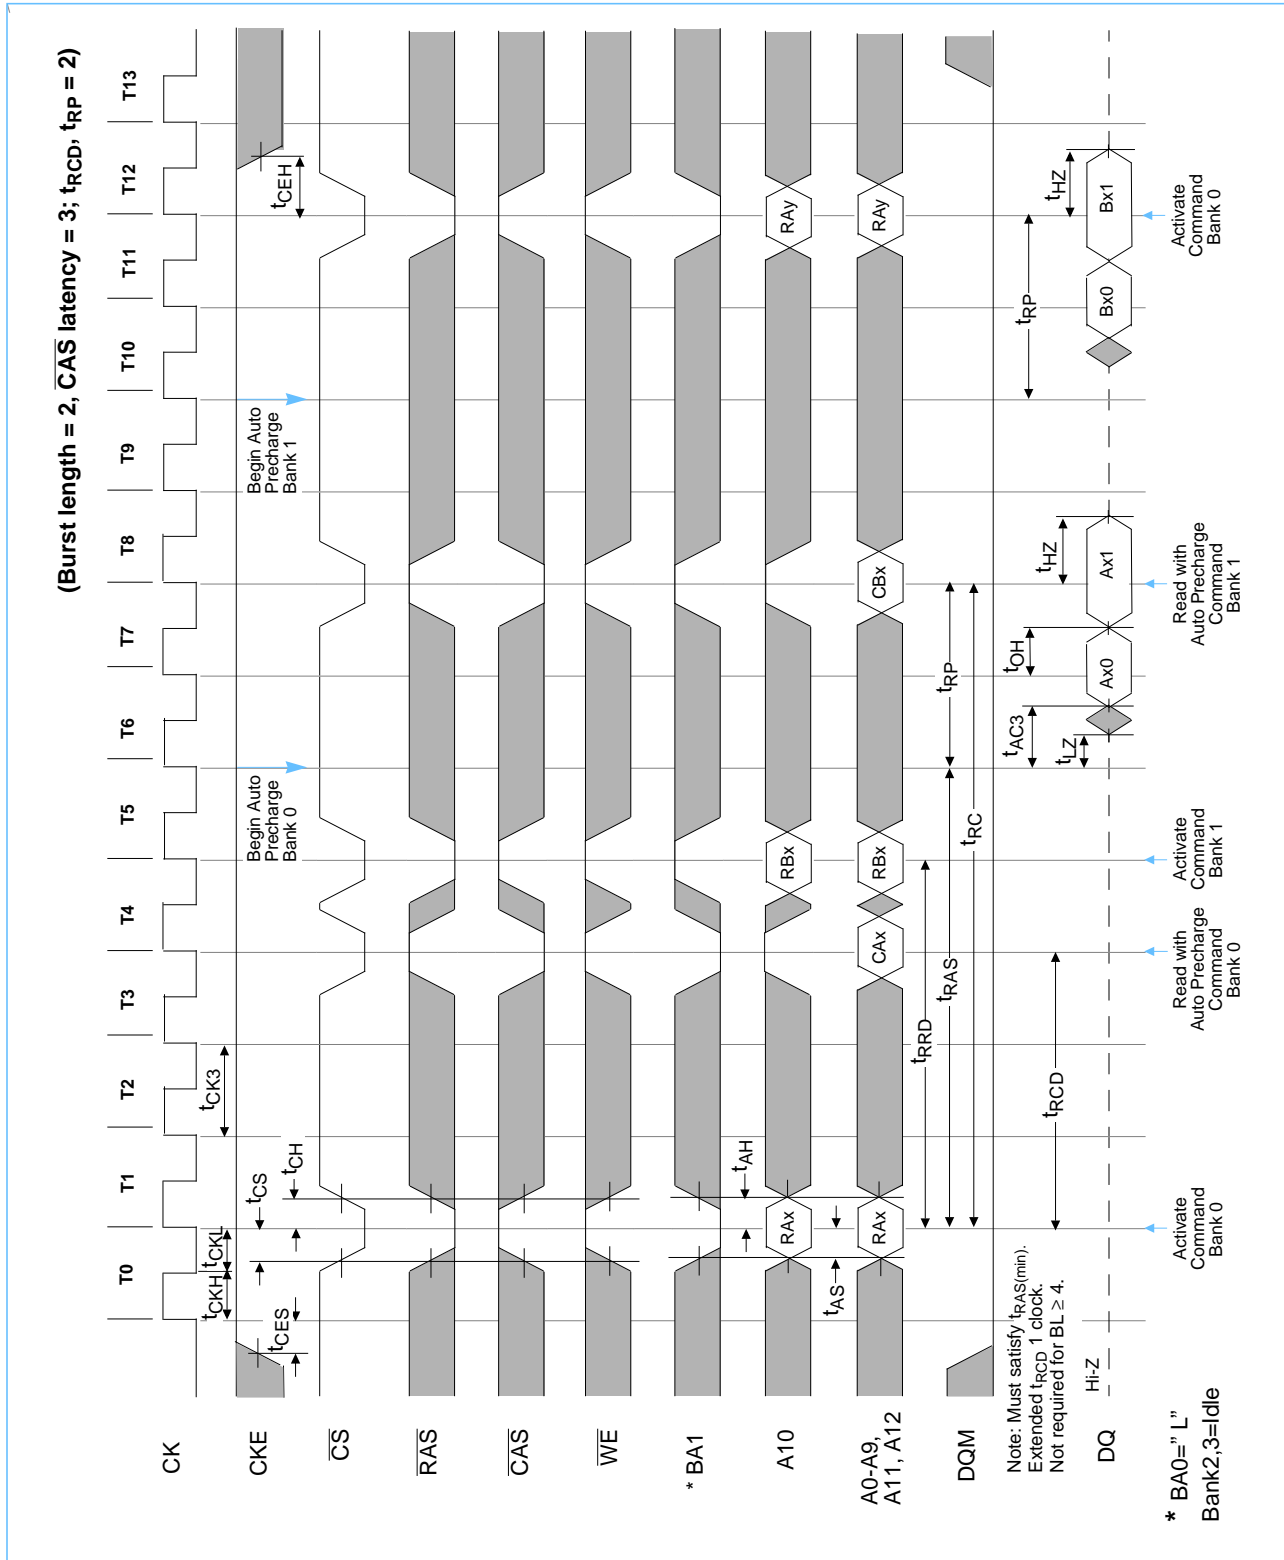 (Burst length = 2, CAS latency = 3; tRCD, tRP = 2)
T0 T1 T2 T3 T4 T5 T6 T7 T8 T9 T10 T11 T12 T13
CK
tCKH tCKL tCK3
CKE
tCES
tCS
tCH
Begin Auto
Precharge
Bank 0
Begin Auto
Precharge
Bank 1
tCEH
CS
RAS
CAS
WE
* BA1
A10
RAx RBx RAy
tAS
tAH
A0-A9,
A11, A12
RAx CAx RBx CBx RAy
tRRD
tRAS
tRP
tRC
DQM
Note: Must satisfy tRAS(min).
Extended tRCD 1 clock.
Not required for BL ≥ 4.
tRCD
tAC3
tLZ
tOH
tHZ
tRP
tHZ
DQ
Hi-Z
Ax0 Ax1 Bx0 Bx1
Activate
Command
Bank 0
Read with
Auto Precharge
Command
Bank 0
Activate
Command
Bank 1
Read with
Auto Precharge
Command
Bank 1
Activate
Command
Bank 0
* BA0=” L”
Bank2,3=Idle